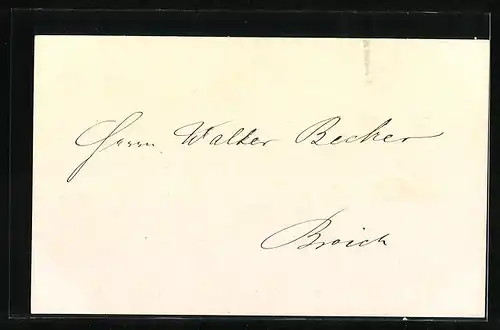 Herrn Walter Becker
Broich